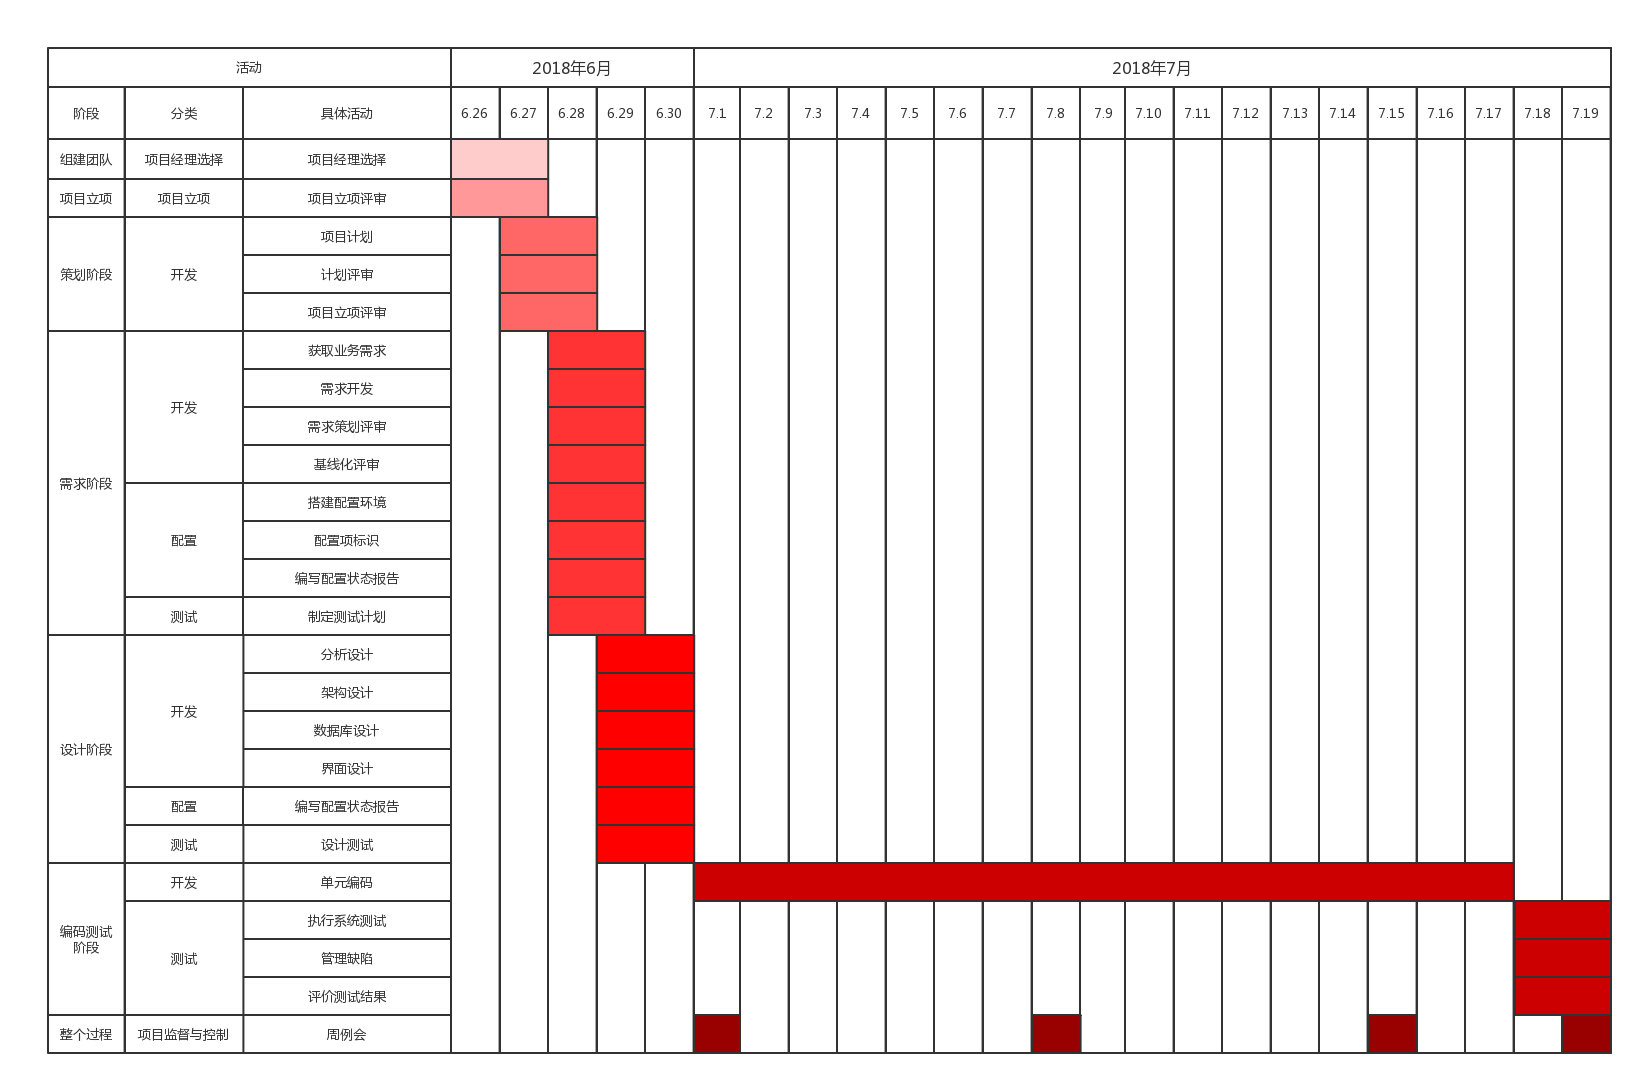 活动
2018年6月
2018年7月
阶段
分类
具体活动
6.26
6.27
6.28
6.29
6.30
7.1
7.2
7.3
7.4
7.5
7.6
7.7
7.8
7.9
7.10
7.11
7.12
7.13
7.14
7.15
7.16
7.17
7.18
7.19
组建团队
项目经理选择
项目经理选择
项目立项
项目立项
项目立项评审
策划阶段
开发
项目计划
计划评审
项目立项评审
需求阶段
开发
获取业务需求
需求开发
需求策划评审
基线化评审
配置
搭建配置环境
配置项标识
编写配置状态报告
测试
制定测试计划
设计阶段
开发
分析设计
架构设计
数据库设计
界面设计
配置
编写配置状态报告
测试
设计测试
编码测试
阶段
开发
单元编码
测试
执行系统测试
管理缺陷
评价测试结果
整个过程
项目监督与控制
周例会